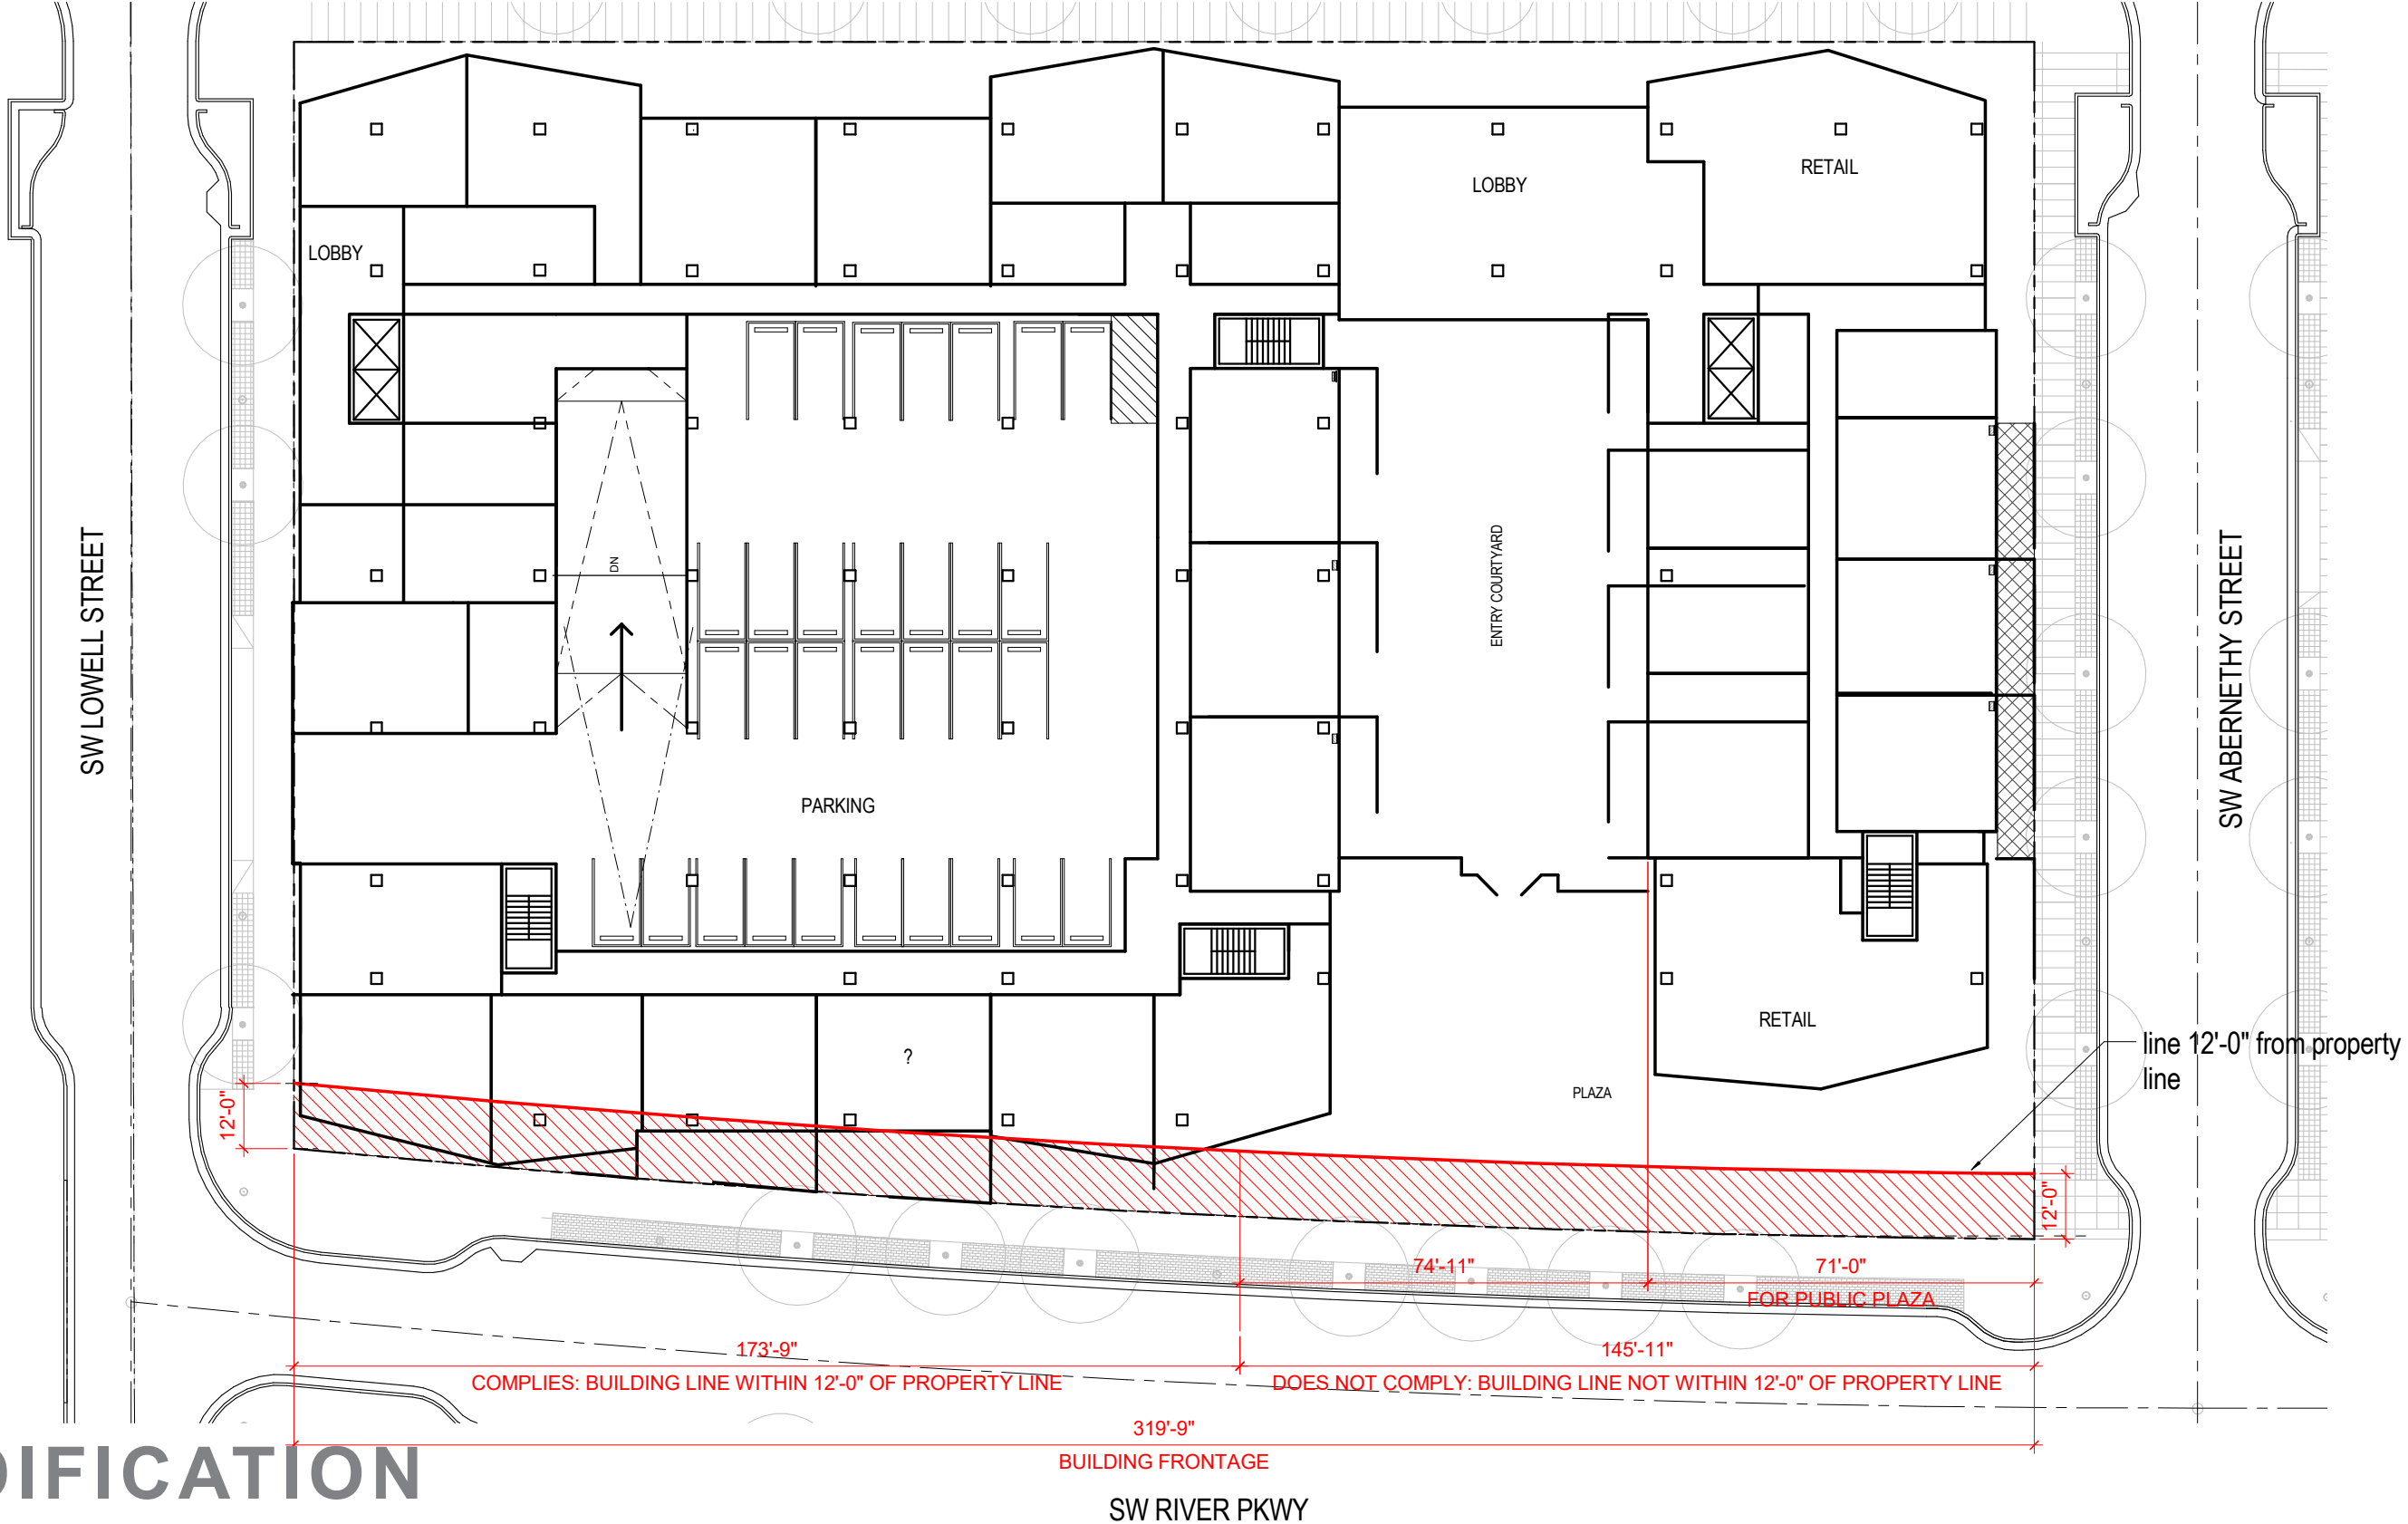 RETAIL
LOBBY
LOBBY
SW LOWELL STREET
DN
ENTRY COURTYARD
SW ABERNETHY STREET
PARKING
RETAIL
line 12'-0" from property
line
?
PLAZA
12'-0"
12'-0"
74'-11"
71'-0"
FOR PUBLIC PLAZA
173'-9"
145'-11"
COMPLIES: BUILDING LINE WITHIN 12'-0" OF PROPERTY LINE
DOES NOT COMPLY: BUILDING LINE NOT WITHIN 12'-0" OF PROPERTY LINE
319'-9"
BUILDING FRONTAGE
DIFICATION
SW RIVER PKWY